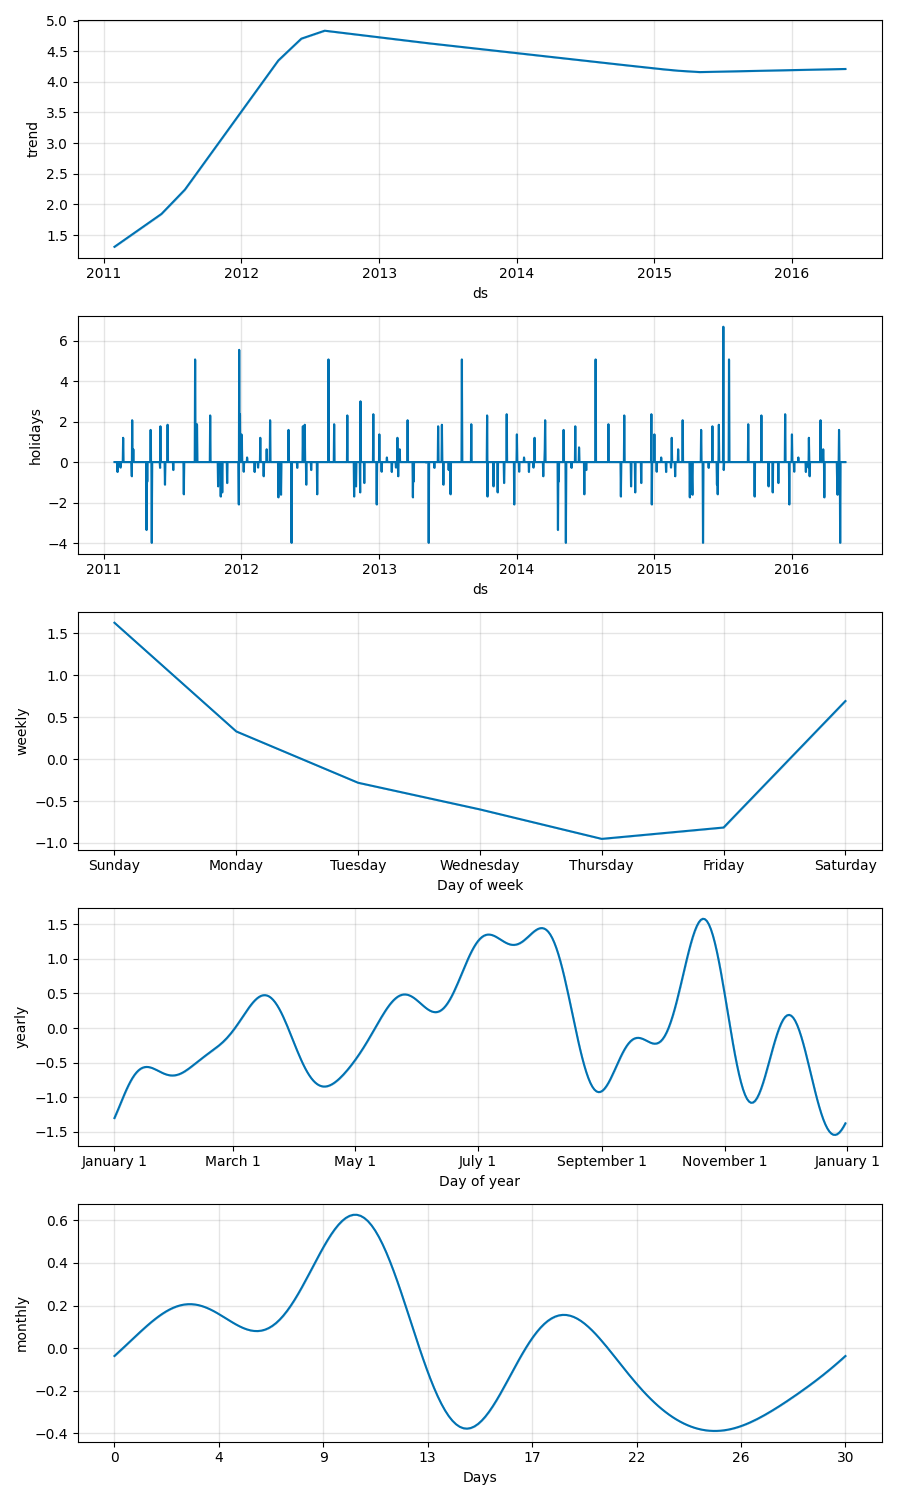 5.0
4.5
4.0
3.5
3.0
2.5
2.0
1.5
trend
2011 2012 2013 2014 2015 2016
ds
6
4
2
0
−2
−4
holidays
2011 2012 2013 2014 2015 2016
ds
1.5
1.0
0.5
0.0
−0.5
−1.0
weekly
Sunday Monday Tuesday Wednesday Thursday Friday Saturday
Day of week
1.5
1.0
0.5
0.0
−0.5
−1.0
−1.5
yearly
January 1 March 1 May 1 July 1 September 1 November 1 January 1
Day of year
0.6
0.4
0.2
0.0
−0.2
−0.4
monthly
0 4 9 13 17 22 26 30
Days